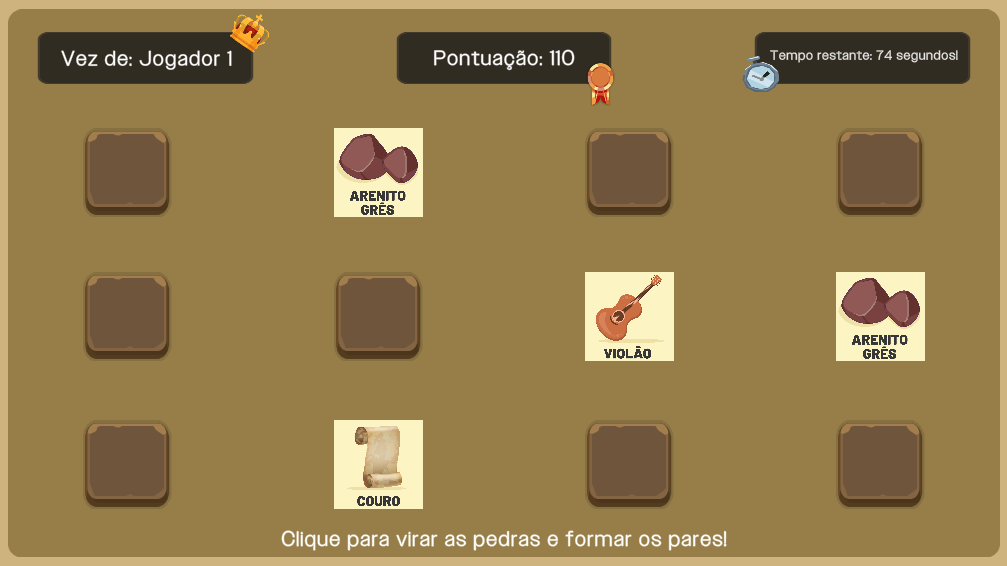 Vez de: Jogador 1
Pontuação: 110
Tempo restante: 74 segundos!
ARENITO
GRÊS
VIOLÃO
ARENITO
GRÊS
COURO
Clique para virar as pedras e formar os pares!